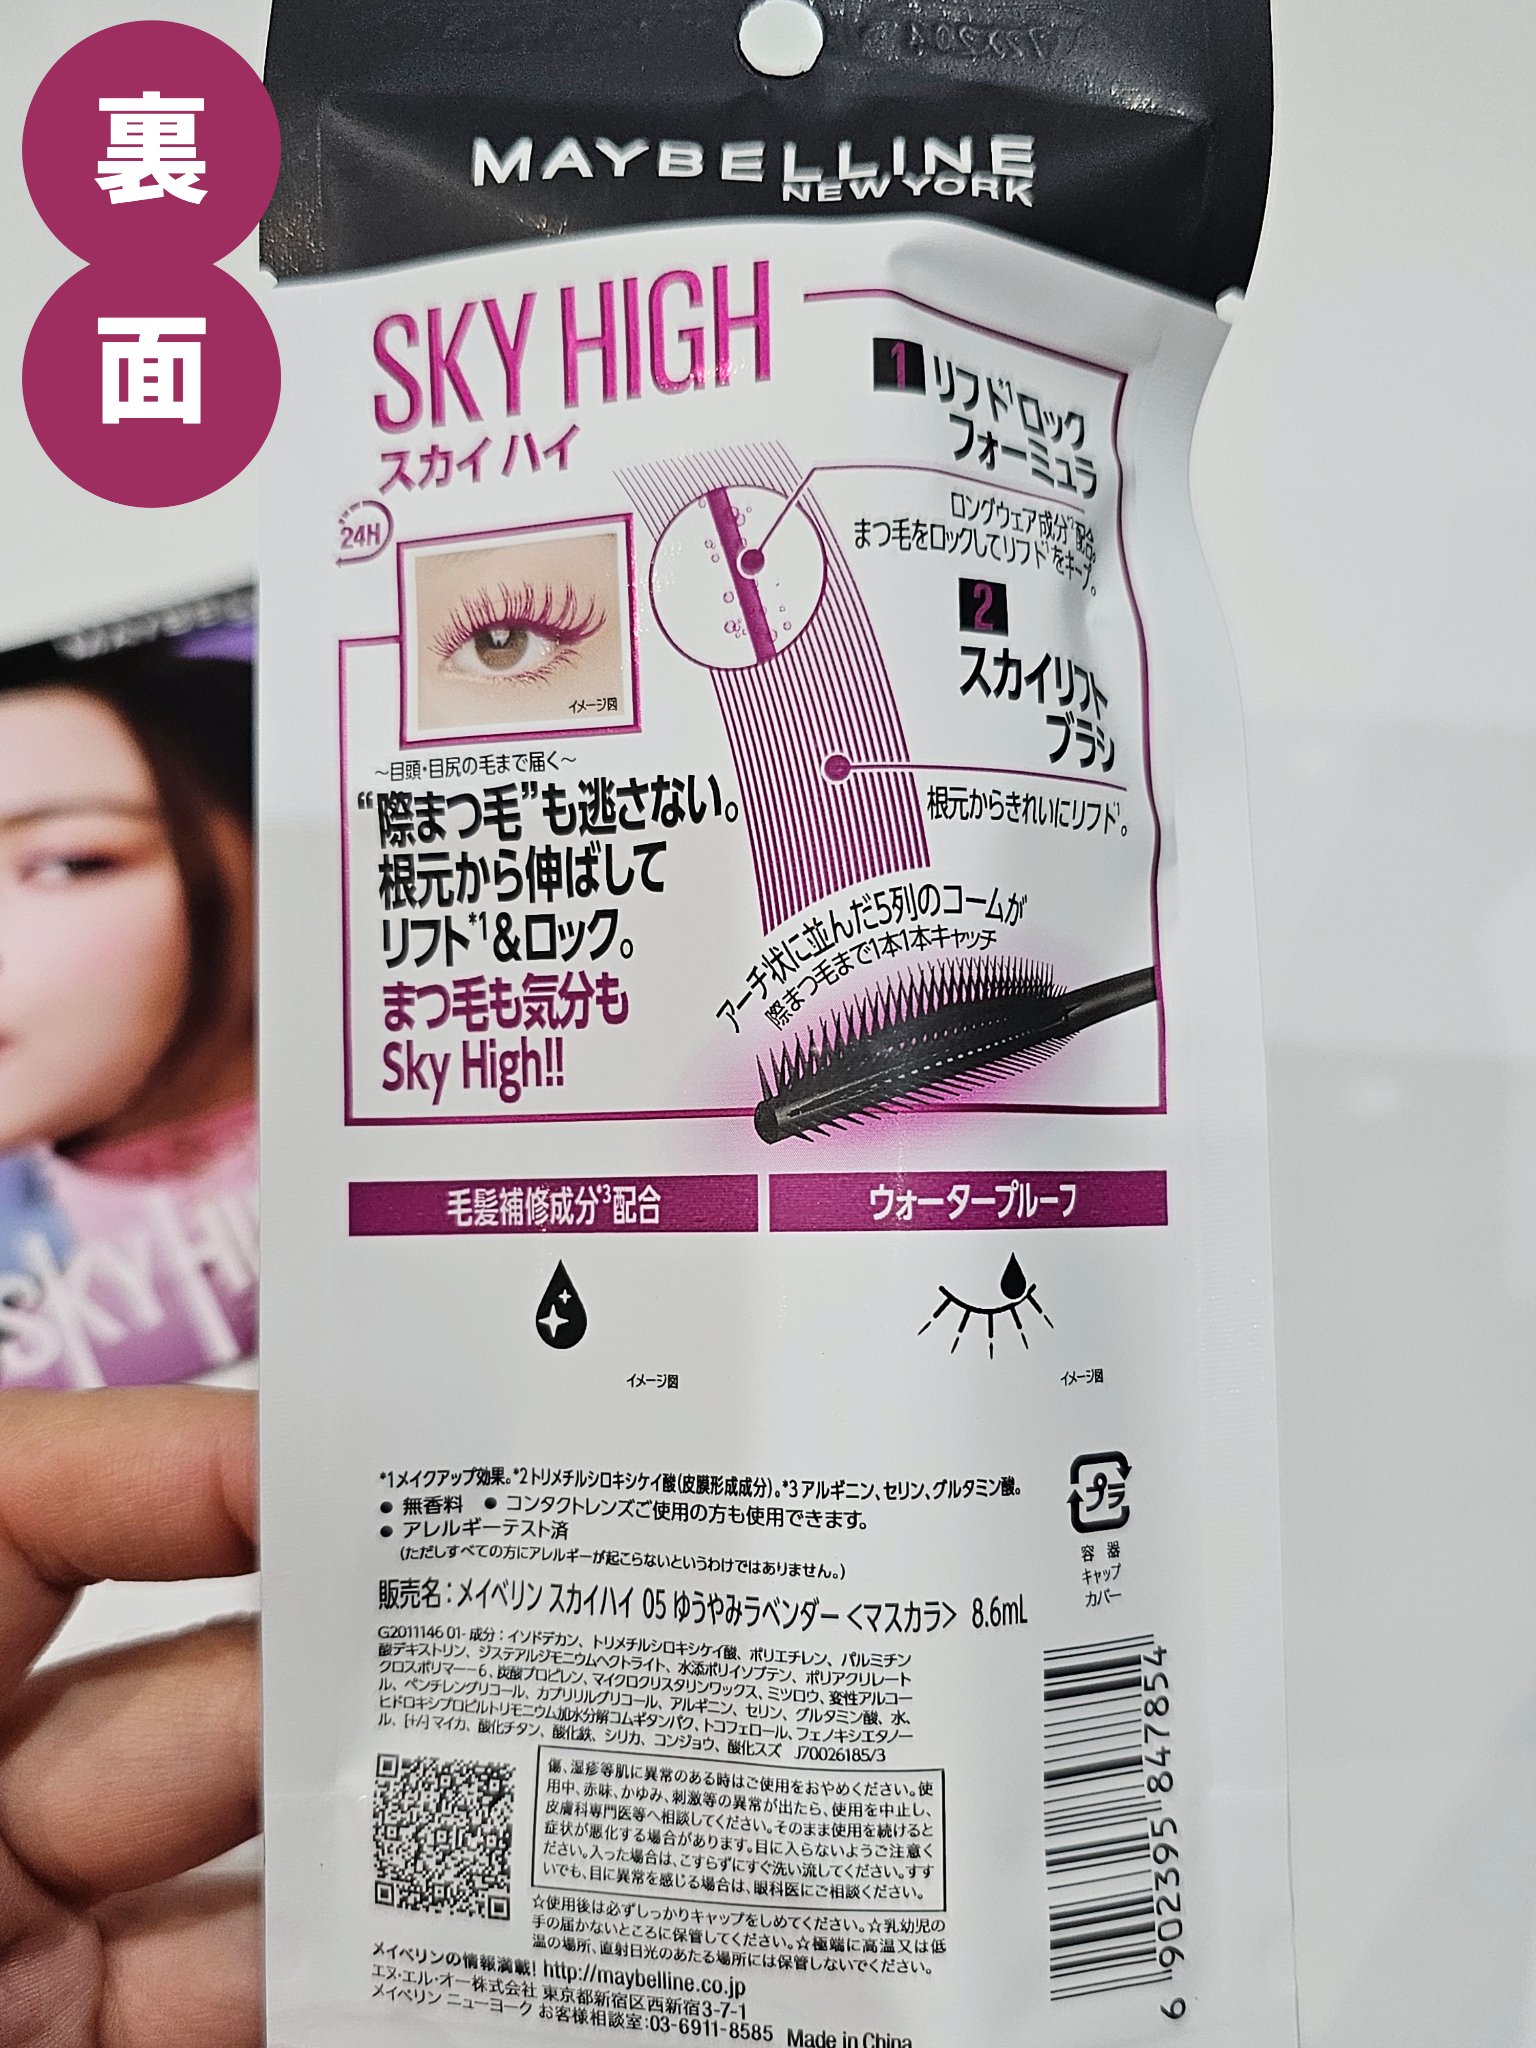 裏
面
MAYBELLINE
NEW YORK
SKY HIGH
スカイハイ
24H
イメージ図
1 リフト*1ロック
フォーミュラ
ロングウェア成分*2配合。
まつ毛をロックしてリフト*1をキープ。
2
スカイリフト
ブラシ
根元からきれいにリフト*1。
～目頭・目尻の毛まで届く～
“際まつ毛”も逃さない。
根元から伸ばして
リフト*1&ロック。
まつ毛も気分も
Sky High!!
アーチ状に並んだ5列のコームが
際まつ毛まで1本1本キャッチ
毛髪補修成分*3配合
ウォータープルーフ
イメージ図
イメージ図
*1メイクアップ効果。*2トリメチルシロキシケイ酸(皮膜形成成分)。*3アルギニン、セリン、グルタミン酸。
● 無香料 ● コンタクトレンズご使用の方も使用できます。
● アレルギーテスト済
(ただしすべての方にアレルギーが起こらないというわけではありません。)
プラ
容器
キャップ
カバー
販売名：メイベリン スカイハイ 05 ゆうやみラベンダー〈マスカラ〉 8.6mL
G2011146 01- 成分：イソドデカン、トリメチルシロキシケイ酸、ポリエチレン、パルミチン
酸デキストリン、ジステアルジモニウムヘクトライト、水添ポリイソブテン、ポリアクリレート
クロスポリマー-6、炭酸プロピレン、マイクロクリスタリンワックス、ミツロウ、変性アルコー
ル、ペンチレングリコール、カプリリルグリコール、アルギニン、セリン、グルタミン酸、水、
ヒドロキシプロピルトリモニウム加水分解コムギタンパク、トコフェロール、フェノキシエタノー
ル、[+/-]マイカ、酸化チタン、酸化鉄、シリカ、コンジョウ、酸化スズ J70026185/3
傷、湿疹等肌に異常のある時はご使用をおやめください。使
用中、赤味、かゆみ、刺激等の異常が出たら、使用を中止し、
皮膚科専門医等へ相談してください。そのまま使用を続けると
症状が悪化する場合があります。目に入らないようご注意く
ださい。入った場合は、こすらずにすぐ洗い流してください。すす
いでも、目に異常を感じる場合は、眼科医にご相談ください。
☆使用後は必ずしっかりキャップをしめてください。☆乳幼児の
手の届かないところに保管してください。☆極端に高温又は低
温の場所、直射日光のあたる場所には保管しないでください。
メイベリンの情報満載! http://maybelline.co.jp
エヌ・エル・オー株式会社 東京都新宿区西新宿3-7-1
メイベリン ニューヨーク お客様相談室：03-6911-8585 Made in China
6 902395 847854
SKY HI